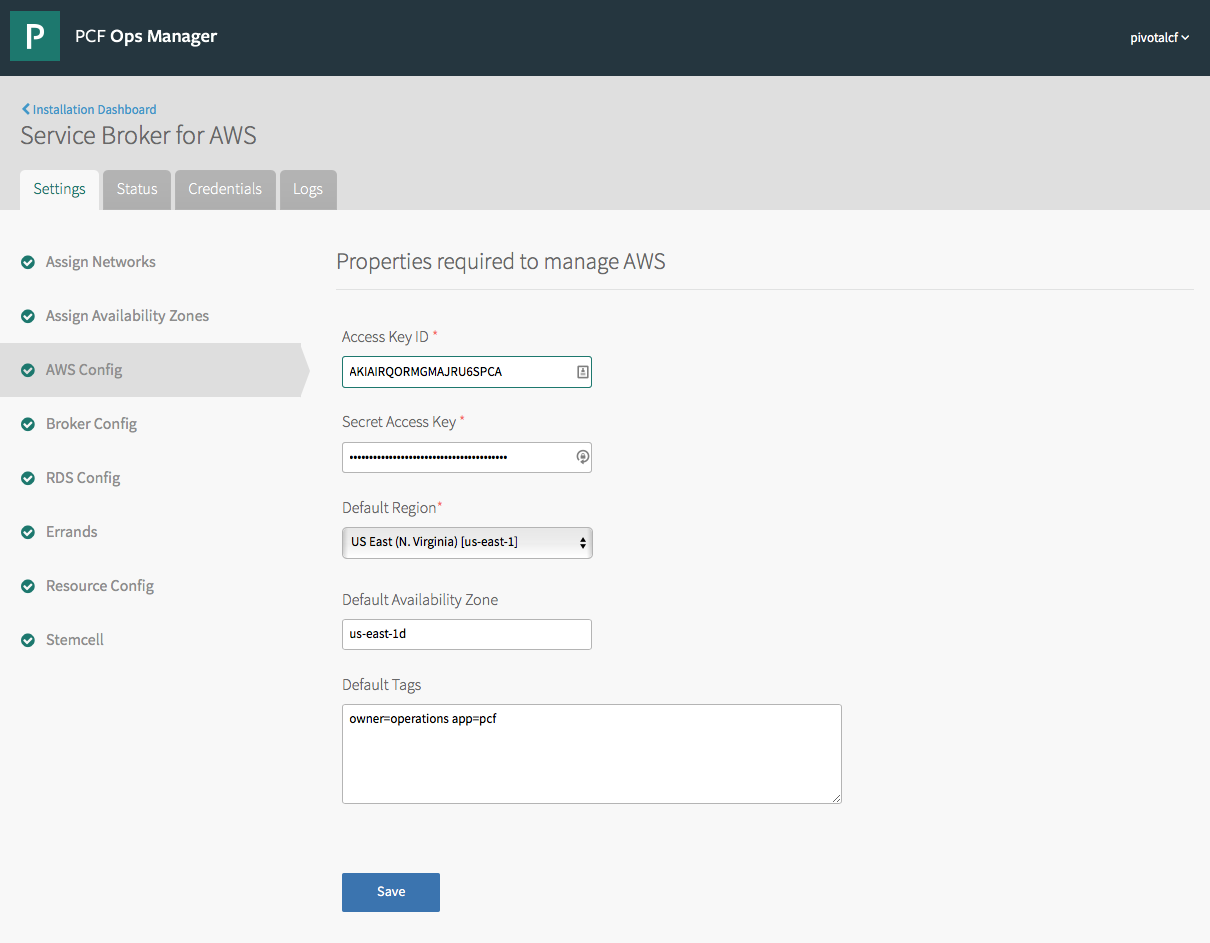 P
PCF Ops Manager
pivotalcf
Installation Dashboard
Service Broker for AWS
Settings
Status
Credentials
Logs
Assign Networks
Assign Availability Zones
AWS Config
Broker Config
RDS Config
Errands
Resource Config
Stemcell
Properties required to manage AWS
Access Key ID *
AKIAIRQORMGMAJRU6SPCA
Secret Access Key *
••••••••••••••••••••••••••••••••••••••••
Default Region*
US East (N. Virginia) [us-east-1]
Default Availability Zone
us-east-1d
Default Tags
owner=operations app=pcf
Save